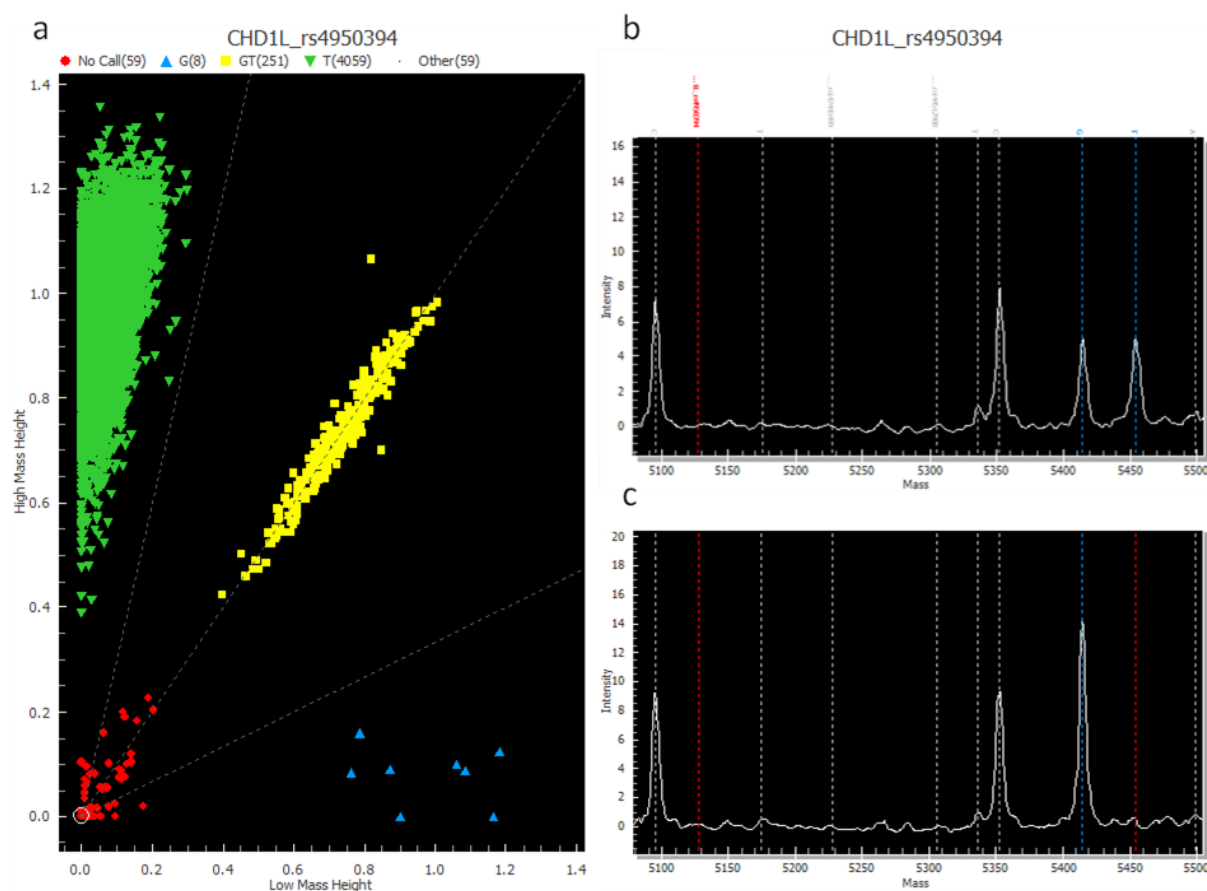 a
CHD1L_rs4950394
No Call(59) G(8) GT(251) T(4059) Other(59)
High Mass Height
1.4
1.2
1.0
0.8
0.6
0.4
0.2
0.0
0.0 0.2 0.4 0.6 0.8 1.0 1.2 1.4
Low Mass Height
b
CHD1L_rs4950394
C T T C G T A
Intensity
16
14
12
10
8
6
4
2
0
5100 5150 5200 5250 5300 5350 5400 5450 5500
Mass
c
Intensity
20
18
16
14
12
10
8
6
4
2
0
5100 5150 5200 5250 5300 5350 5400 5450 5500
Mass